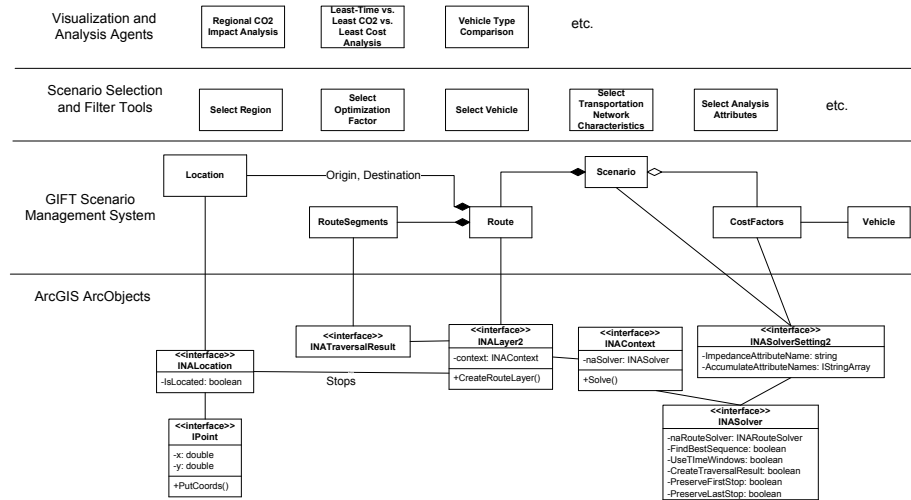 Visualization and
Analysis Agents
Regional CO2
Impact Analysis
Least-Time vs.
Least CO2 vs.
Least Cost
Analysis
Vehicle Type
Comparison
etc.
Scenario Selection
and Filter Tools
Select Region
Select
Optimization
Factor
Select Vehicle
Select
Transportation
Network
Characteristics
Select Analysis
Attributes
etc.
GIFT Scenario
Management System
Location
Origin, Destination
RouteSegments
Route
Scenario
CostFactors
Vehicle
ArcGIS ArcObjects
<<interface>>
INALocation
-IsLocated: boolean
Stops
<<interface>>
IPoint
-x: double
-y: double
+PutCoords()
<<interface>>
INATraversalResult
<<interface>>
INALayer2
-context: INAContext
+CreateRouteLayer()
<<interface>>
INAContext
-naSolver: INASolver
+Solve()
<<interface>>
INASolverSetting2
-ImpedanceAttributeName: string
-AccumulateAttributeNames: IStringArray
<<interface>>
INASolver
-naRouteSolver: INARouteSolver
-FindBestSequence: boolean
-UseTImeWindows: boolean
-CreateTraversalResult: boolean
-PreserveFirstStop: boolean
-PreserveLastStop: boolean